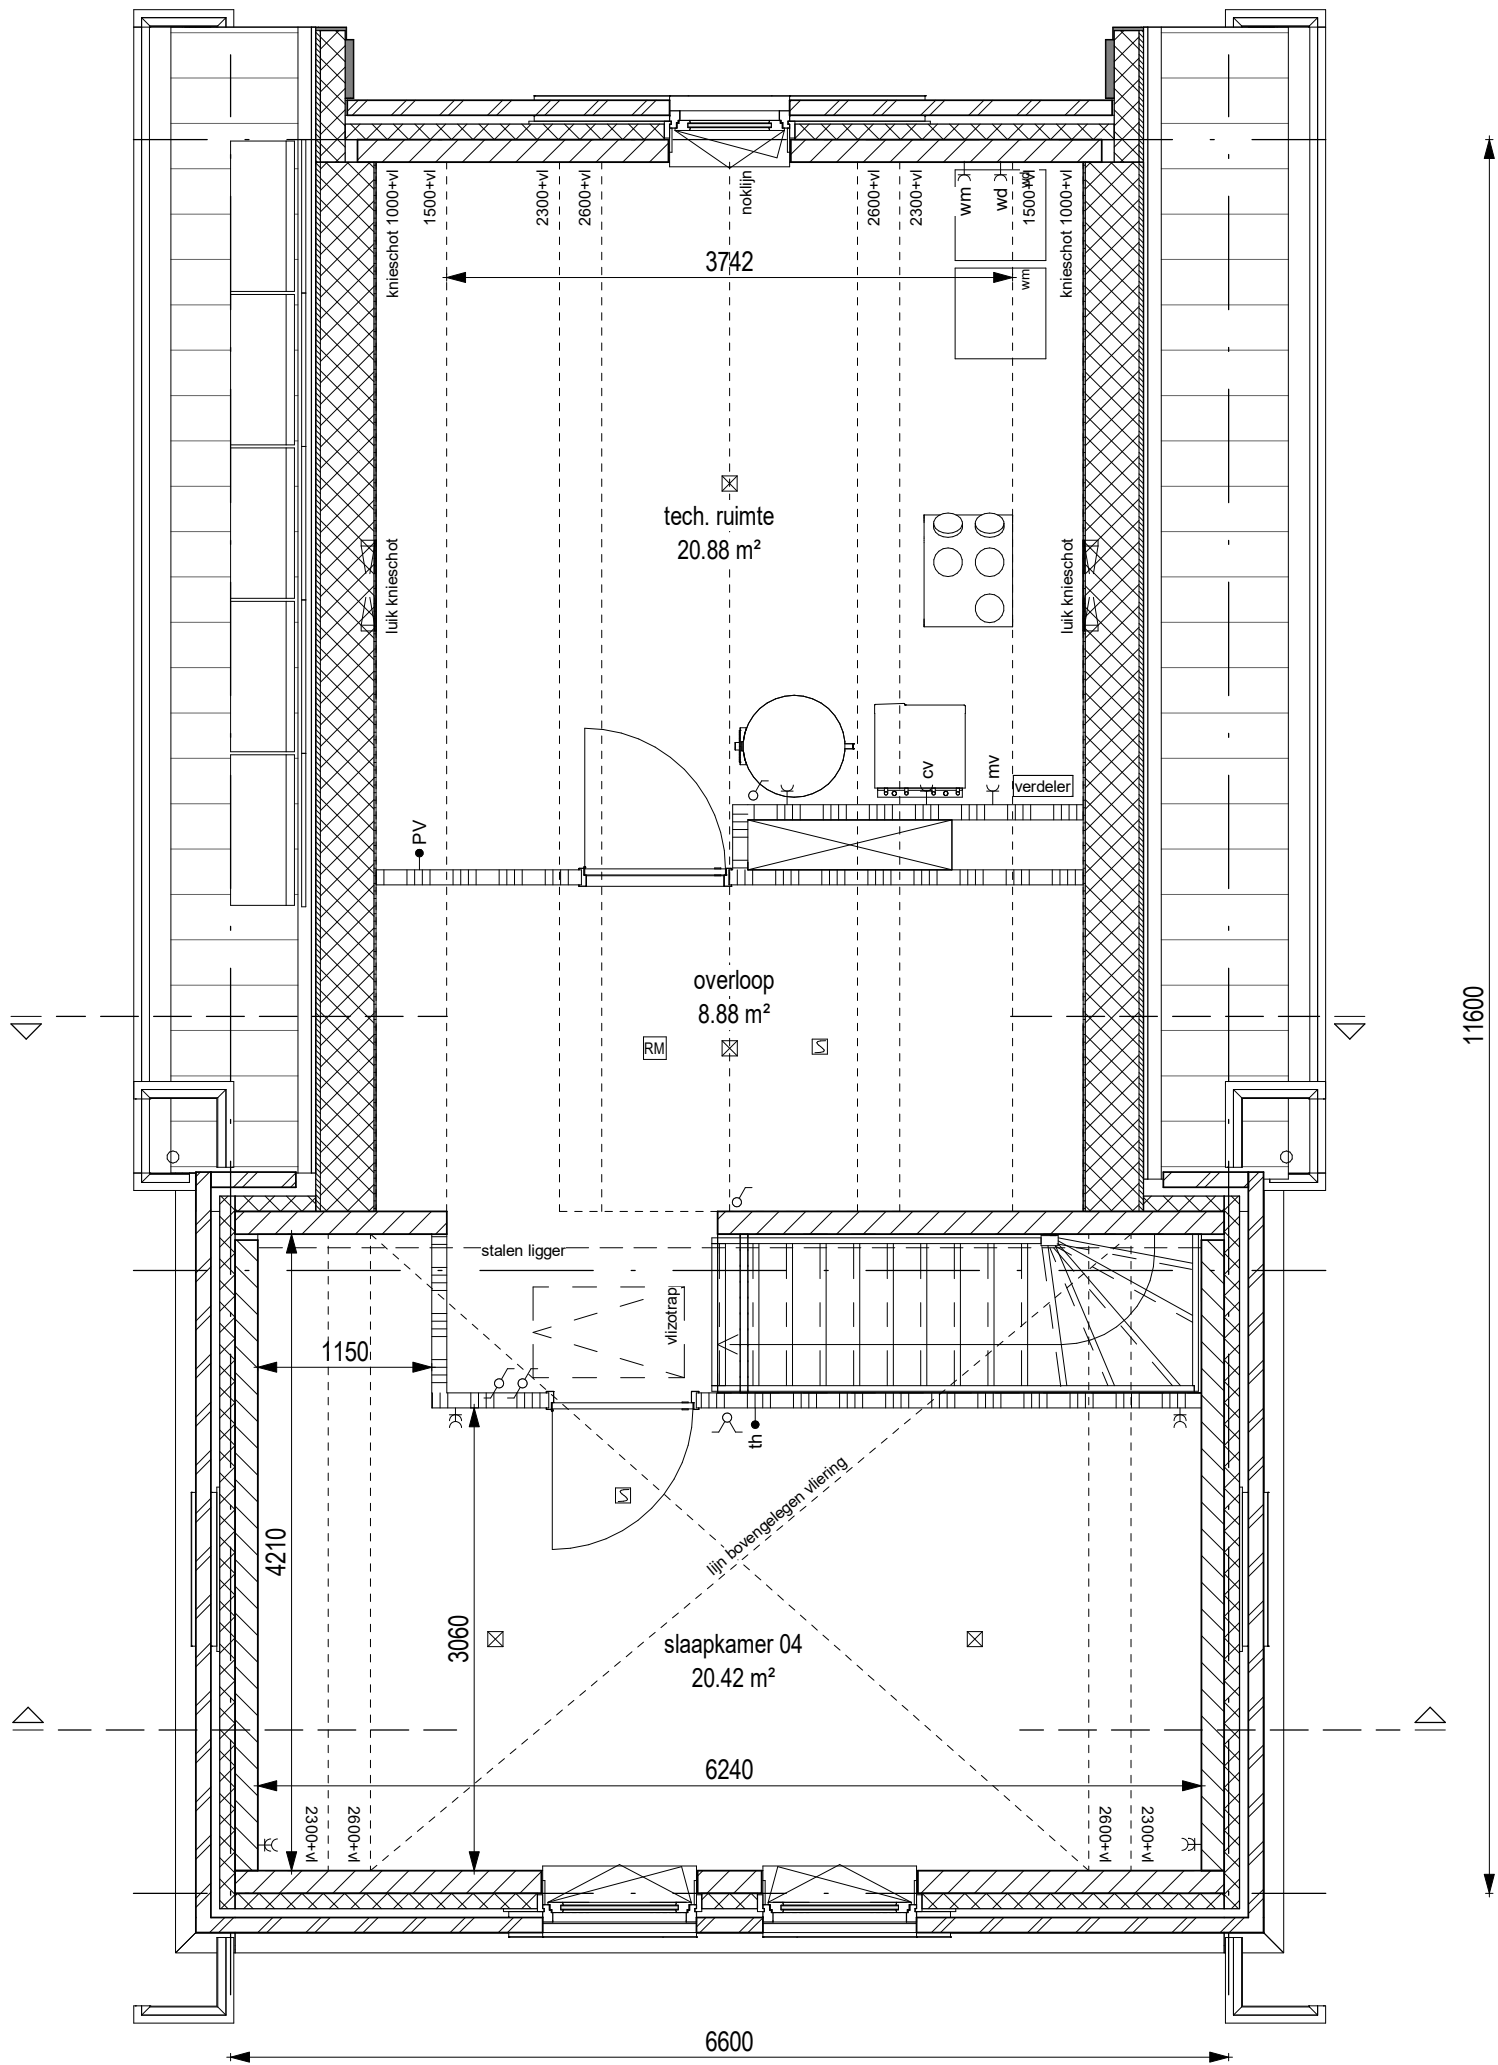 knieschot 1000+vl
1500+vl
2300+vl
2600+vl
noklijn
2600+vl
2300+vl
wm
wd
wd
1500+vl
knieschot 1000+vl
3742
wm
tech. ruimte
20.88 m²
luik knieschot
luik knieschot
cv
mv
verdeler
PV
overloop
8.88 m²
RM
11600
stalen ligger
vlizotrap
1150
th
lijn bovengelegen vliering
4210
3060
slaapkamer 04
20.42 m²
6240
2300+vl
2600+vl
2600+vl
2300+vl
6600